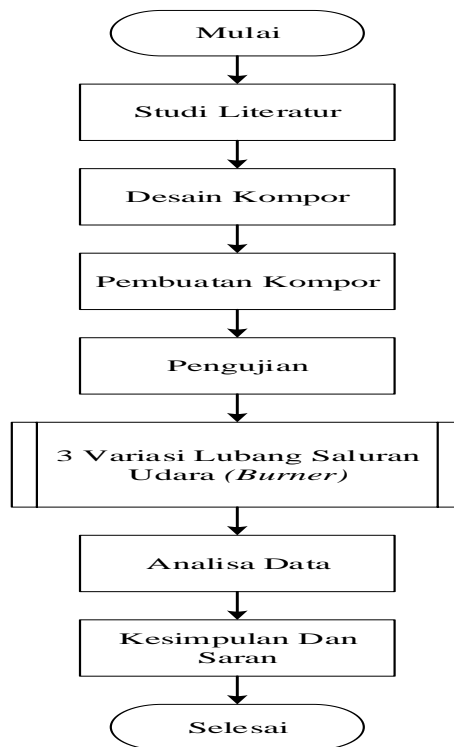 Mulai
Studi Literatur
Desain Kompor
Pembuatan Kompor
Pengujian
3 Variasi Lubang Saluran
Udara (Burner)
Analisa Data
Kesimpulan Dan
Saran
Selesai